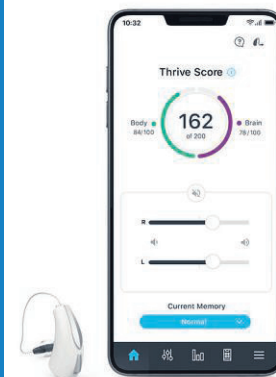 10:32
Thrive Score
Body
84/100
162
of 200
Brain
78/100
R
L
Current Memory
Normal